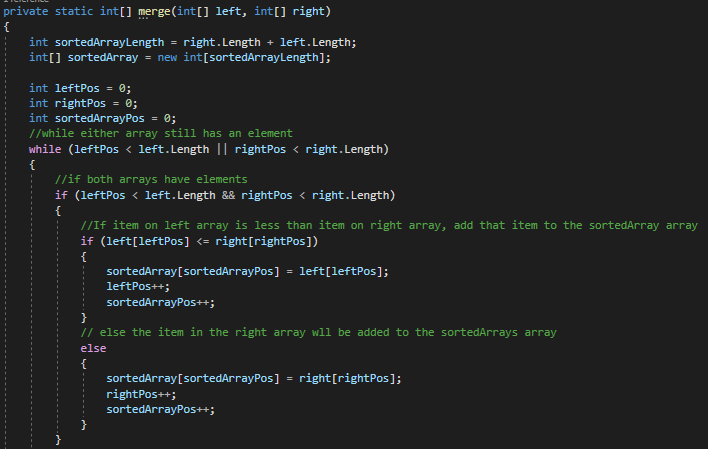 private static int[] merge(int[] left, int[] right)
{
int sortedArrayLength = right.Length + left.Length;
int[] sortedArray = new int[sortedArrayLength];
int leftPos = 0;
int rightPos = 0;
int sortedArrayPos = 0;
//while either array still has an element
while (leftPos < left.Length || rightPos < right.Length)
{
//if both arrays have elements
if (leftPos < left.Length && rightPos < right.Length)
{
//If item on left array is less than item on right array, add that item to the sortedArray array
if (left[leftPos] <= right[rightPos])
{
sortedArray[sortedArrayPos] = left[leftPos];
leftPos++;
sortedArrayPos++;
}
// else the item in the right array wll be added to the sortedArrays array
else
{
sortedArray[sortedArrayPos] = right[rightPos];
rightPos++;
sortedArrayPos++;
}
}